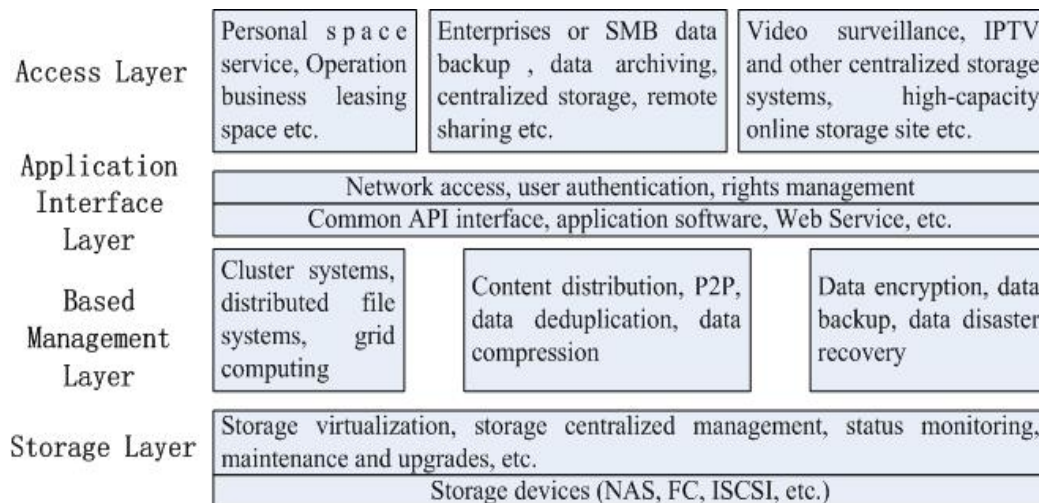 Access Layer
Personal space
service, Operation
business leasing
space etc.
Enterprises or SMB data
backup , data archiving,
centralized storage, remote
sharing etc.
Video surveillance, IPTV
and other centralized storage
systems, high-capacity
online storage site etc.
Application
Interface
Layer
Network access, user authentication, rights management
Common API interface, application software, Web Service, etc.
Based
Management
Layer
Cluster systems,
distributed file
systems, grid
computing
Content distribution, P2P,
data deduplication, data
compression
Data encryption, data
backup, data disaster
recovery
Storage Layer
Storage virtualization, storage centralized management, status monitoring,
maintenance and upgrades, etc.
Storage devices (NAS, FC, ISCSI, etc.)